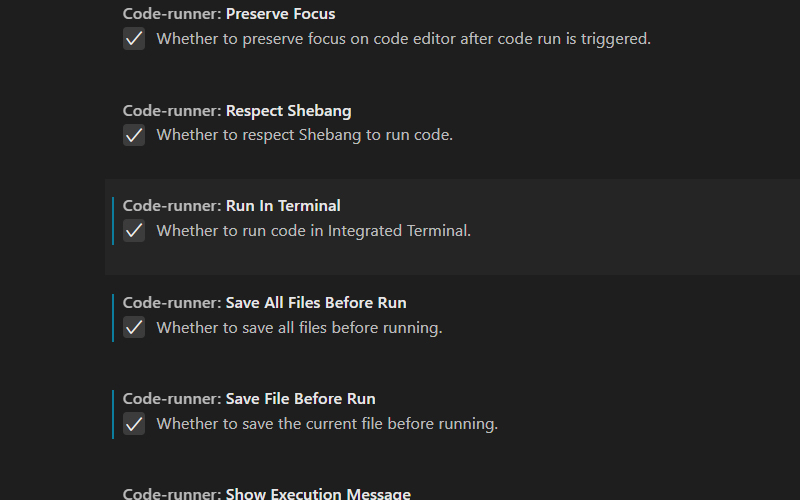 Code-runner: Preserve Focus
Whether to preserve focus on code editor after code run is triggered.
Code-runner: Respect Shebang
Whether to respect Shebang to run code.
Code-runner: Run In Terminal
Whether to run code in Integrated Terminal.
Code-runner: Save All Files Before Run
Whether to save all files before running.
Code-runner: Save File Before Run
Whether to save the current file before running.
Code-runner: Show Execution Message